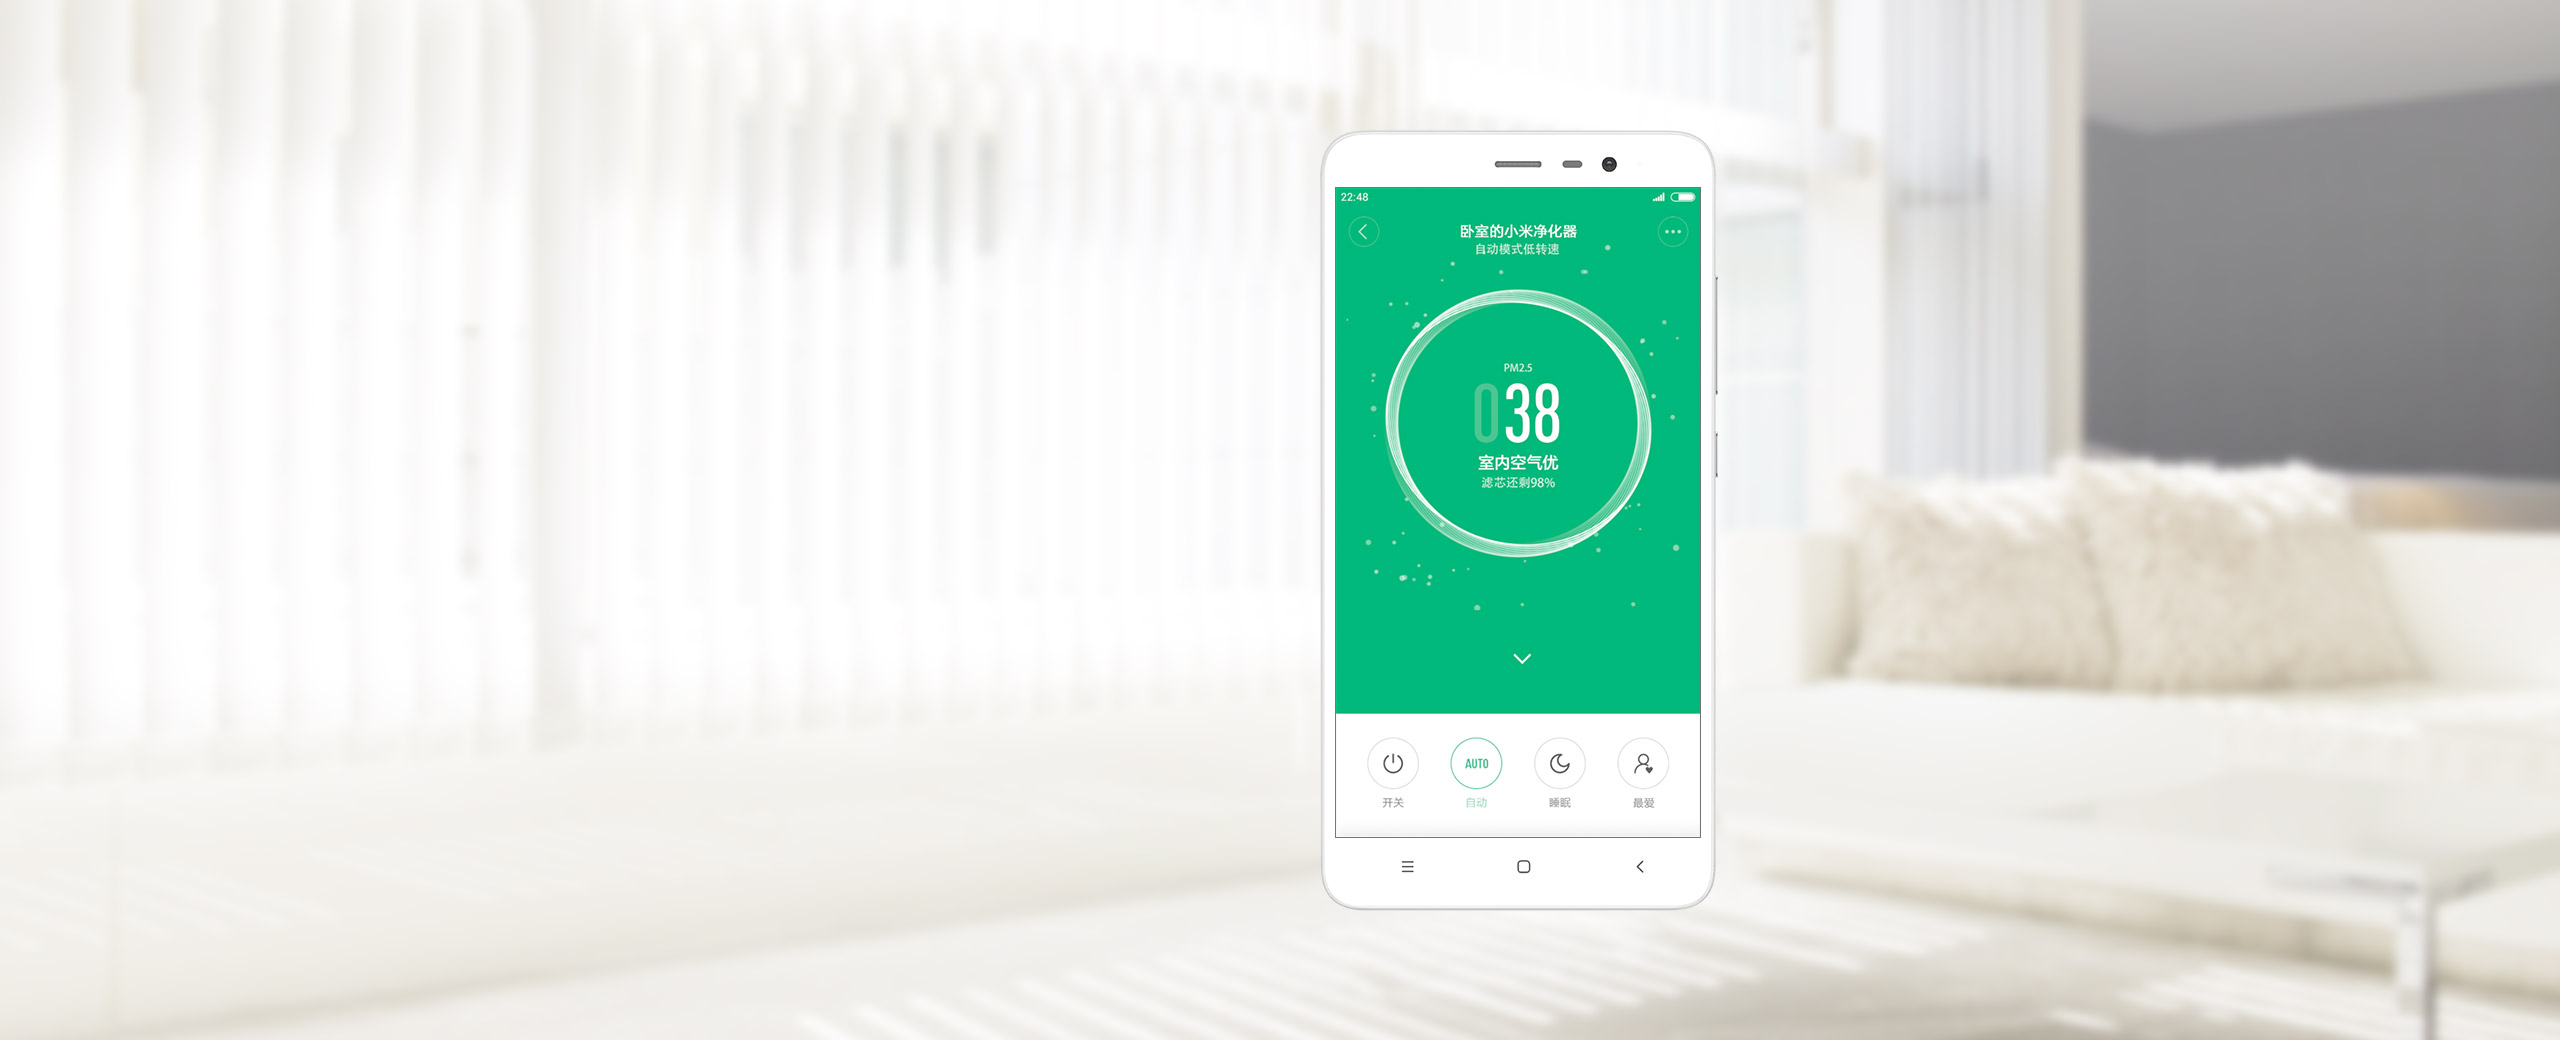 22:48
卧室的小米净化器
自动模式低转速
PM2.5
038
室内空气优
滤芯还剩98%
AUTO
开关
自动
睡眠
最爱